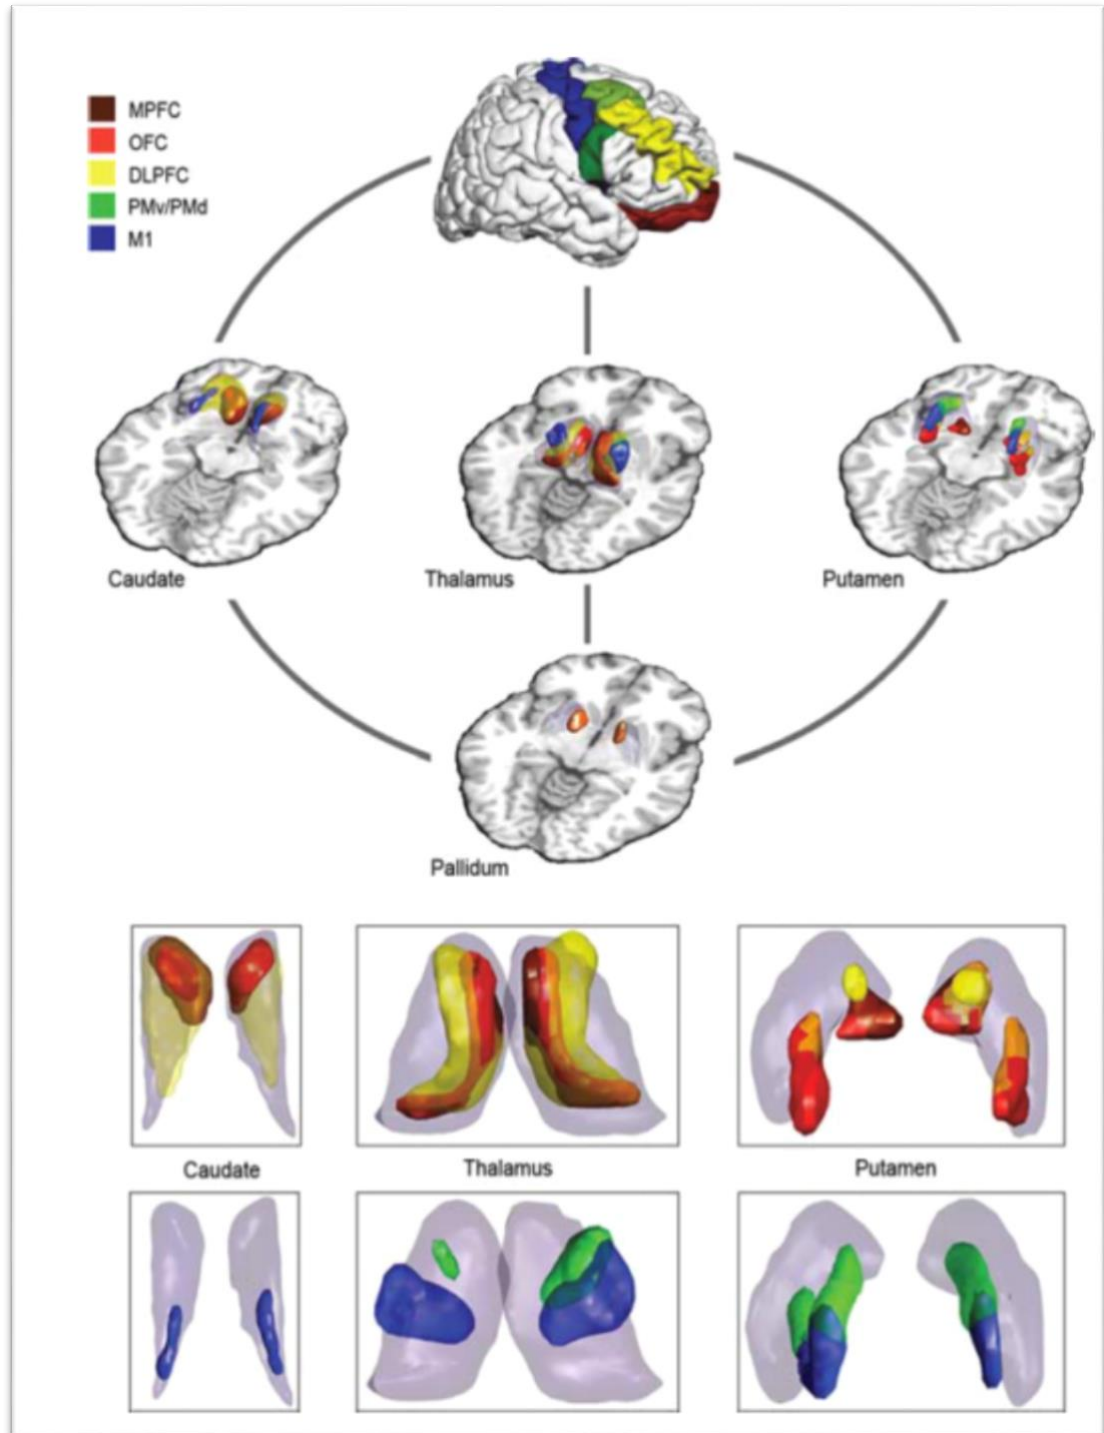 MPFC
OFC
DLPFC
PMv/PMd
M1
Caudate
Thalamus
Putamen
Pallidum
Caudate
Thalamus
Putamen